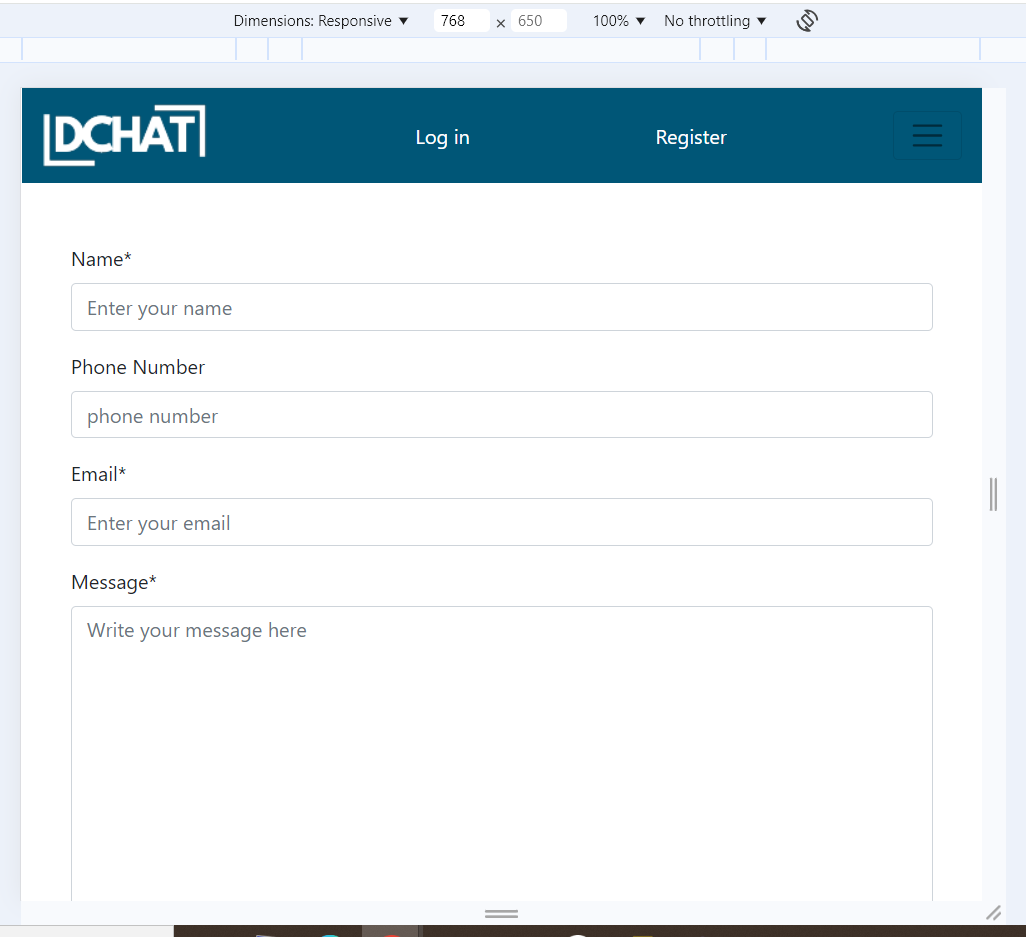 Dimensions: Responsive ▼ 768 × 650 100% ▼ No throttling ▼
DCHAT Log in Register
Name*
Enter your name
Phone Number
phone number
Email*
Enter your email
Message*
Write your message here